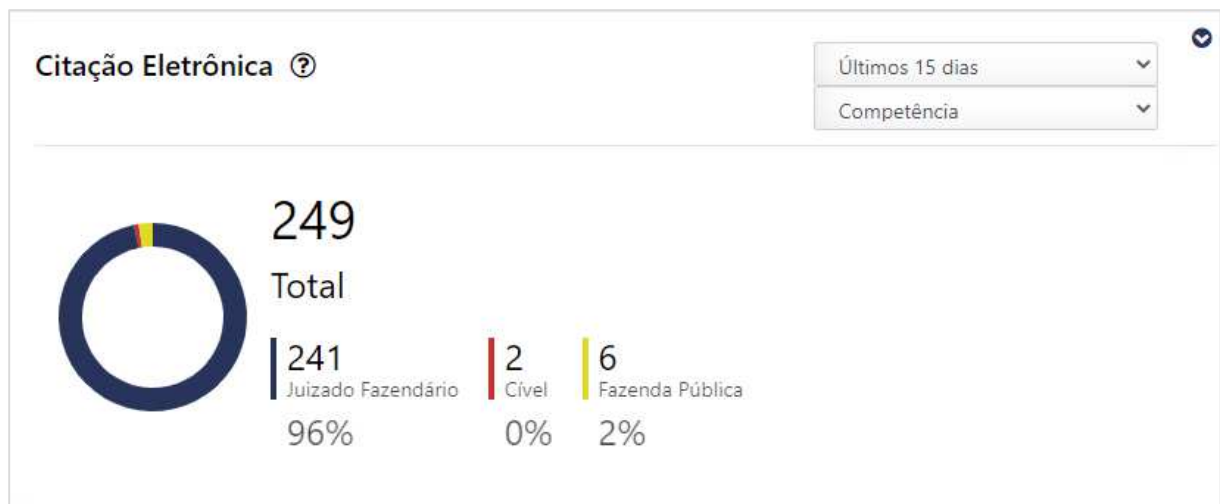 Citação Eletrônica
Últimos 15 dias
Competência
249
Total
241 2 6
Juizado Fazendário Cível Fazenda Pública
96% 0% 2%